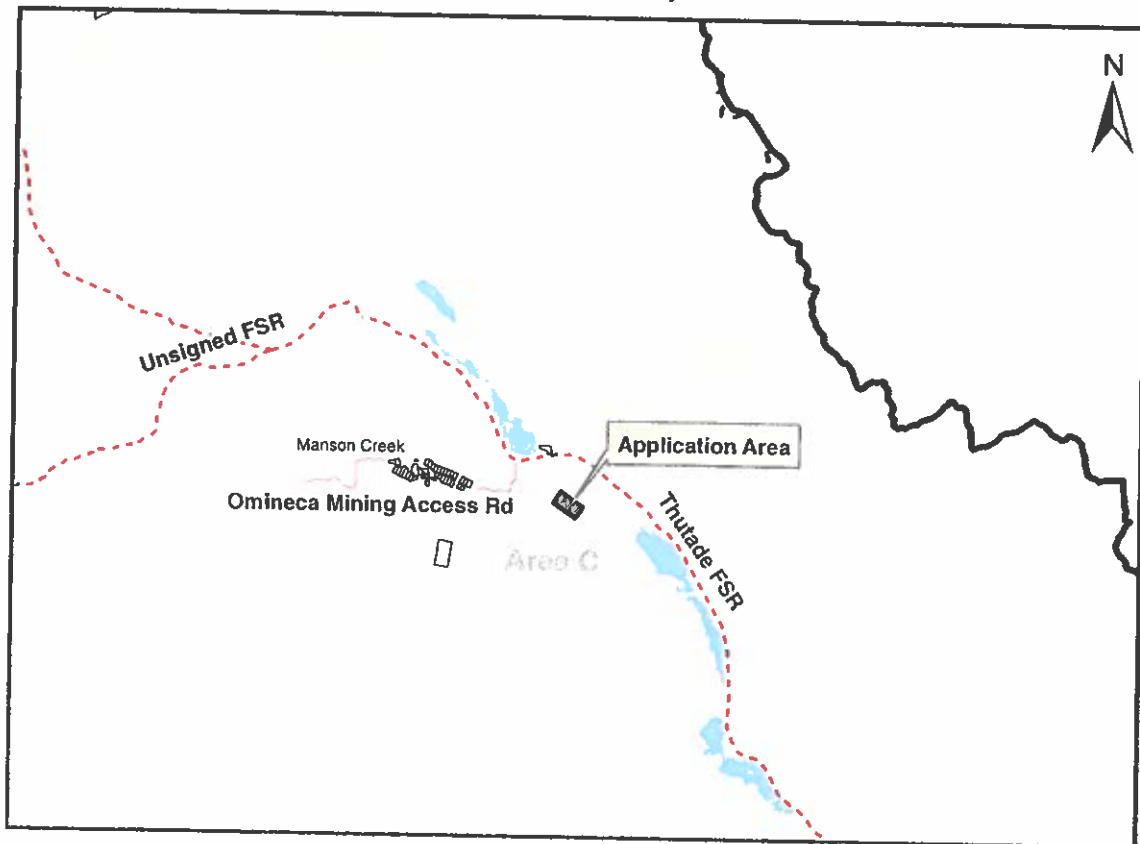 N
Unsigned FSR
Manson Creek
Application Area
Omineca Mining Access Rd
Thutade FSR
Area C